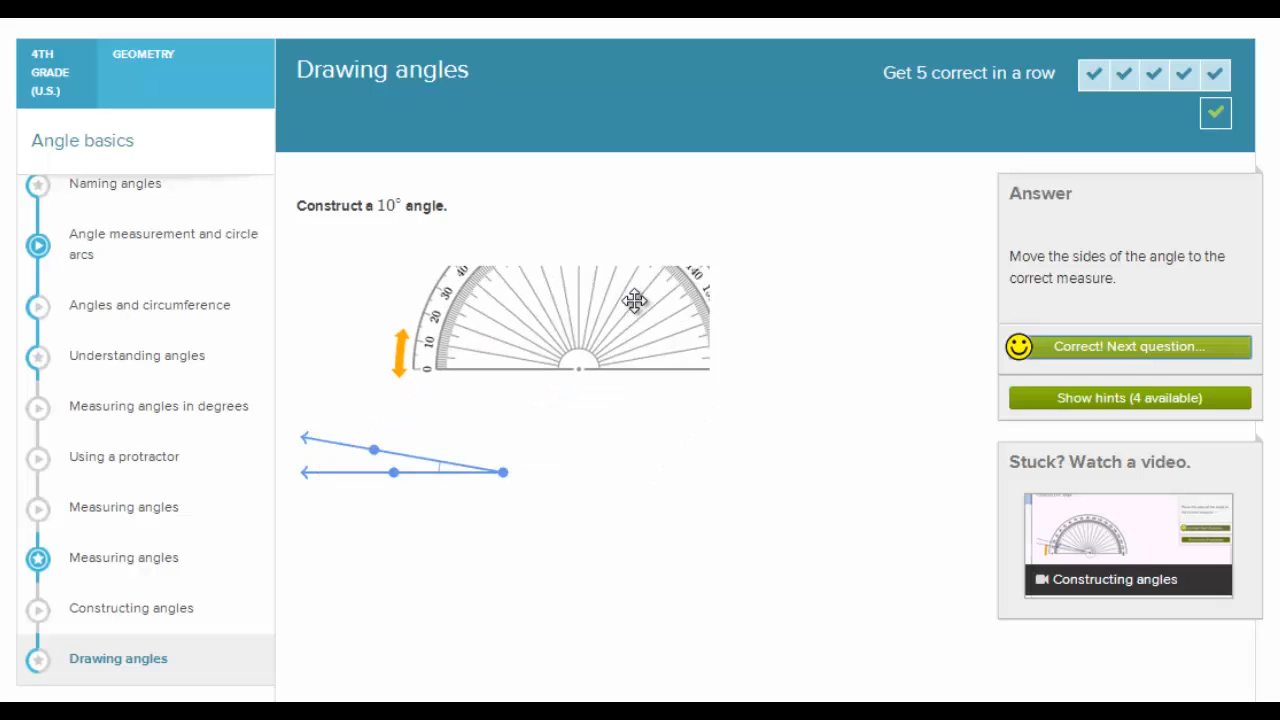 4TH
GRADE
(U.S.)
GEOMETRY
Drawing angles
Get 5 correct in a row
Angle basics
Naming angles
Angle measurement and circle
arcs
Angles and circumference
Understanding angles
Measuring angles in degrees
Using a protractor
Measuring angles
Measuring angles
Constructing angles
Drawing angles
Construct a 10° angle.
40
30
20
10
0
140
Answer
Move the sides of the angle to the
correct measure.
Correct! Next question...
Show hints (4 available)
Stuck? Watch a video.
Constructing angles